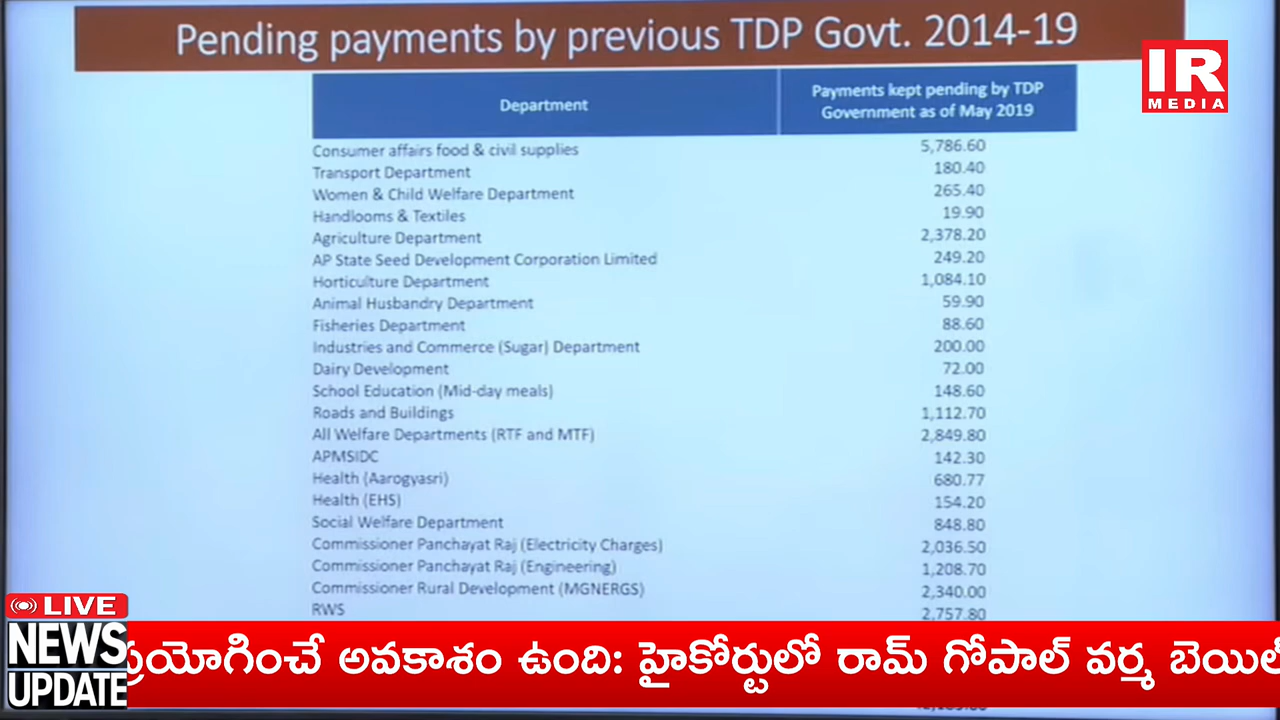 Pending payments by previous TDP Govt. 2014-19
IR
MEDIA
Department
Payments kept pending by TDP
Government as of May 2019
Consumer affairs food & civil supplies 5,786.60
Transport Department 180.40
Women & Child Welfare Department 265.40
Handlooms & Textiles 19.90
Agriculture Department 2,378.20
AP State Seed Development Corporation Limited 249.20
Horticulture Department 1,084.10
Animal Husbandry Department 59.90
Fisheries Department 88.60
Industries and Commerce (Sugar) Department 200.00
Dairy Development 72.00
School Education (Mid-day meals) 148.60
Roads and Buildings 1,112.70
All Welfare Departments (RTF and MTF) 2,849.80
APMSIDC 142.30
Health (Aarogyasri) 680.77
Health (EHS) 154.20
Social Welfare Department 848.80
Commissioner Panchayat Raj (Electricity Charges) 2,036.50
Commissioner Panchayat Raj (Engineering) 1,208.70
Commissioner Rural Development (MGNERGS) 2,340.00
RWS 2,757.80
LIVE
NEWS
UPDATE
ప్రయోగించే అవకాశం ఉంది: హైకోర్టులో రామ్ గోపాల్ వర్మ